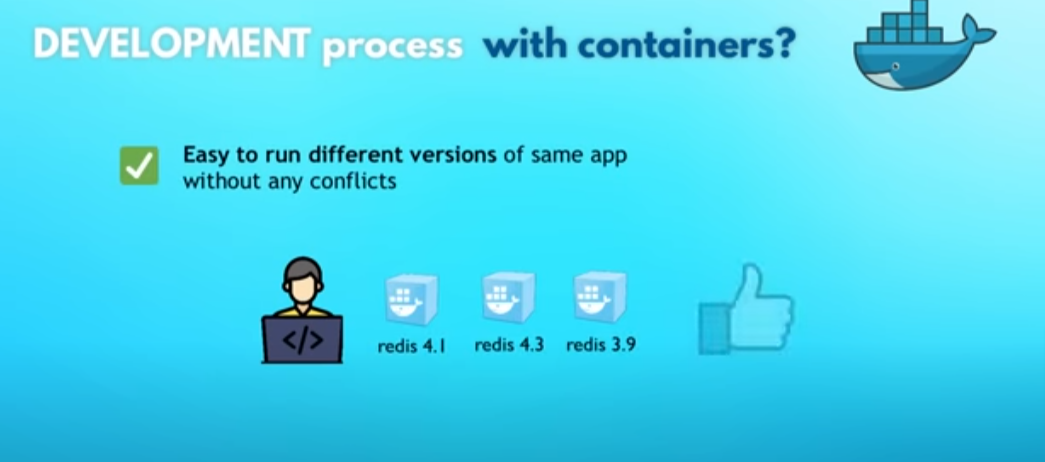 DEVELOPMENT process with containers?
Easy to run different versions of same app
without any conflicts
</>
redis 4.1 redis 4.3 redis 3.9